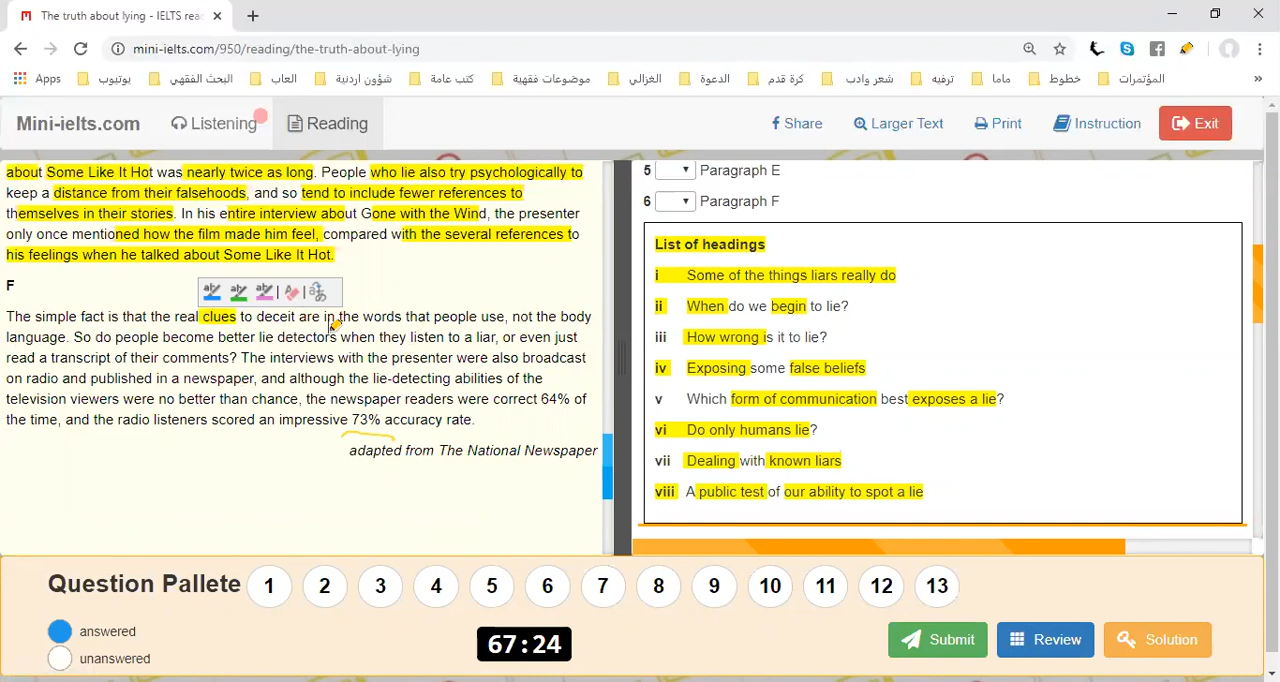 The truth about lying - IELTS rea
mini-ielts.com/950/reading/the-truth-about-lying
Apps يوتيوب البحث الفقهي العاب شؤون اردنية كتب عامة موضوعات فقهية الغزالي الدعوة كرة قدم شعر وادب ترفيه ماما خطوط المؤتمرات »
Mini-ielts.com Listening Reading Share Larger Text Print Instruction Exit
about Some Like It Hot was nearly twice as long. People who lie also try psychologically to
keep a distance from their falsehoods, and so tend to include fewer references to
themselves in their stories. In his entire interview about Gone with the Wind, the presenter
only once mentioned how the film made him feel, compared with the several references to
his feelings when he talked about Some Like It Hot.
F
The simple fact is that the real clues to deceit are in the words that people use, not the body
language. So do people become better lie detectors when they listen to a liar, or even just
read a transcript of their comments? The interviews with the presenter were also broadcast
on radio and published in a newspaper, and although the lie-detecting abilities of the
television viewers were no better than chance, the newspaper readers were correct 64% of
the time, and the radio listeners scored an impressive 73% accuracy rate.
adapted from The National Newspaper
5 Paragraph E
6 Paragraph F
List of headings
i Some of the things liars really do
ii When do we begin to lie?
iii How wrong is it to lie?
iv Exposing some false beliefs
v Which form of communication best exposes a lie?
vi Do only humans lie?
vii Dealing with known liars
viii A public test of our ability to spot a lie
Question Pallete 1 2 3 4 5 6 7 8 9 10 11 12 13
answered
unanswered
67:24
Submit Review Solution